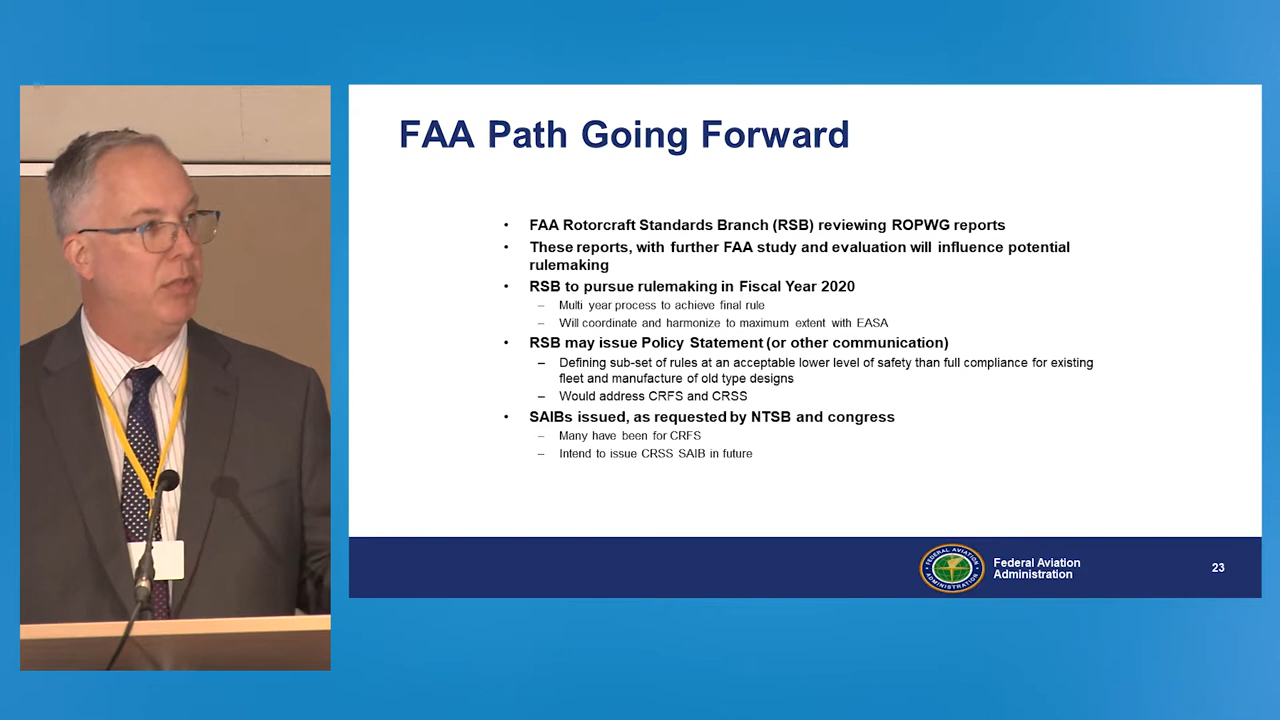 FAA Path Going Forward
• FAA Rotorcraft Standards Branch (RSB) reviewing ROPWG reports
• These reports, with further FAA study and evaluation will influence potential
rulemaking
• RSB to pursue rulemaking in Fiscal Year 2020
– Multi year process to achieve final rule
– Will coordinate and harmonize to maximum extent with EASA
• RSB may issue Policy Statement (or other communication)
– Defining sub-set of rules at an acceptable lower level of safety than full compliance for existing
fleet and manufacture of old type designs
– Would address CRFS and CRSS
• SAIBs issued, as requested by NTSB and congress
– Many have been for CRFS
– Intend to issue CRSS SAIB in future
FEDERAL AVIATION
ADMINISTRATION
Federal Aviation
Administration
23